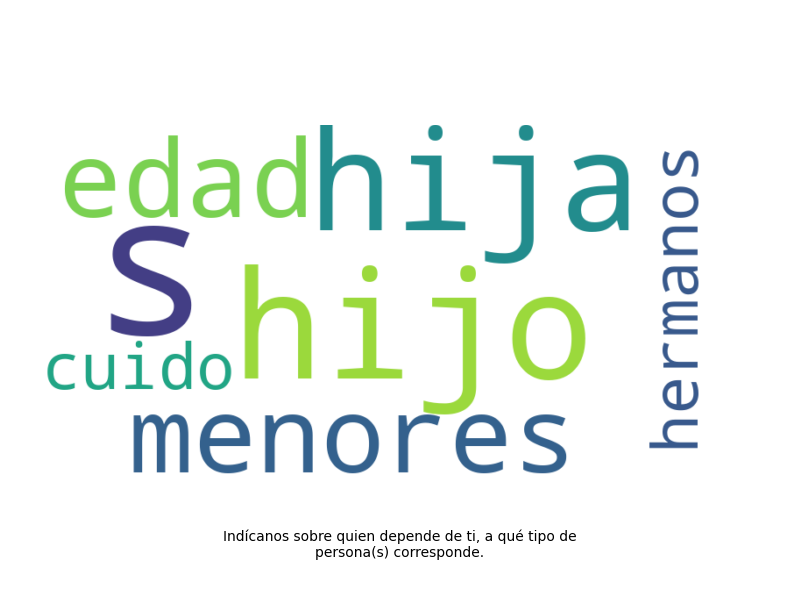 edad
hija
hermanos
s
hijo
cuido
menores
Indícanos sobre quien depende de ti, a qué tipo de
persona(s) corresponde.